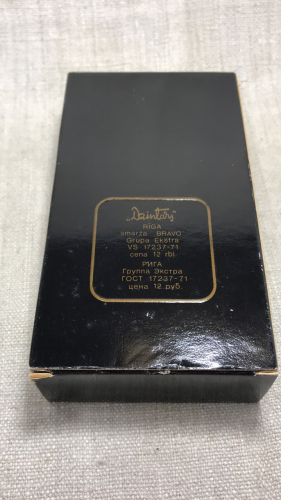 „Dzintars"
RĪGA
smarža BRAVO
Grupa Ekstra
VS 17237-71
cena 12 rbl.
РИГА
Группа Экстра
ГОСТ 17237-71
цена 12 руб.